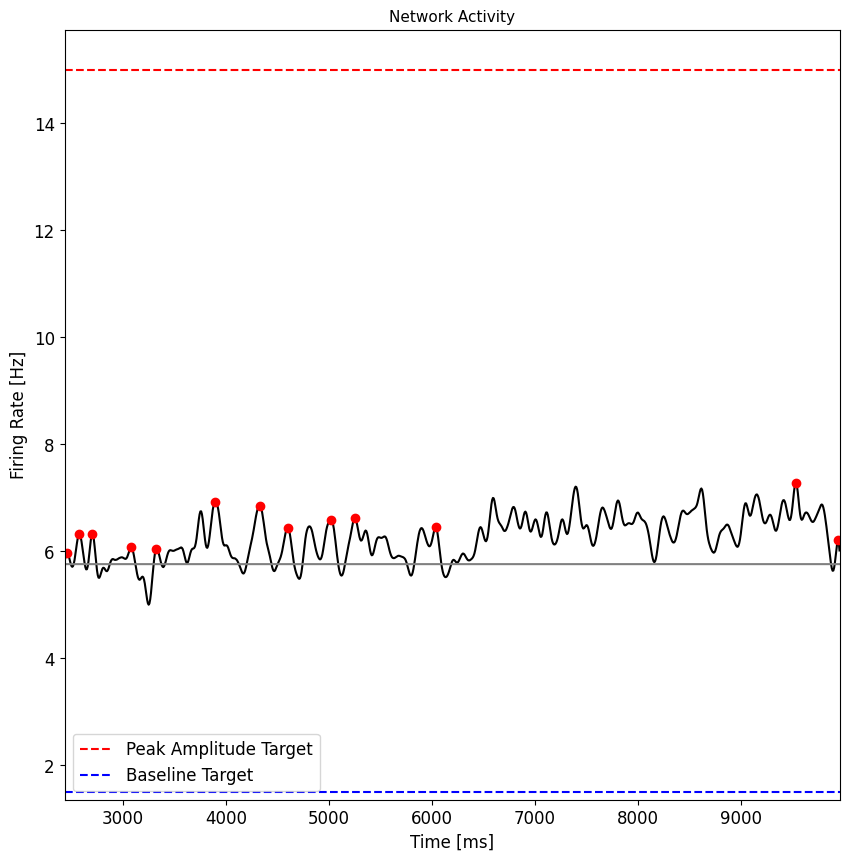 Network Activity
14
12
10
8
6
4
2
Firing Rate [Hz]
Peak Amplitude Target
Baseline Target
3000 4000 5000 6000 7000 8000 9000
Time [ms]